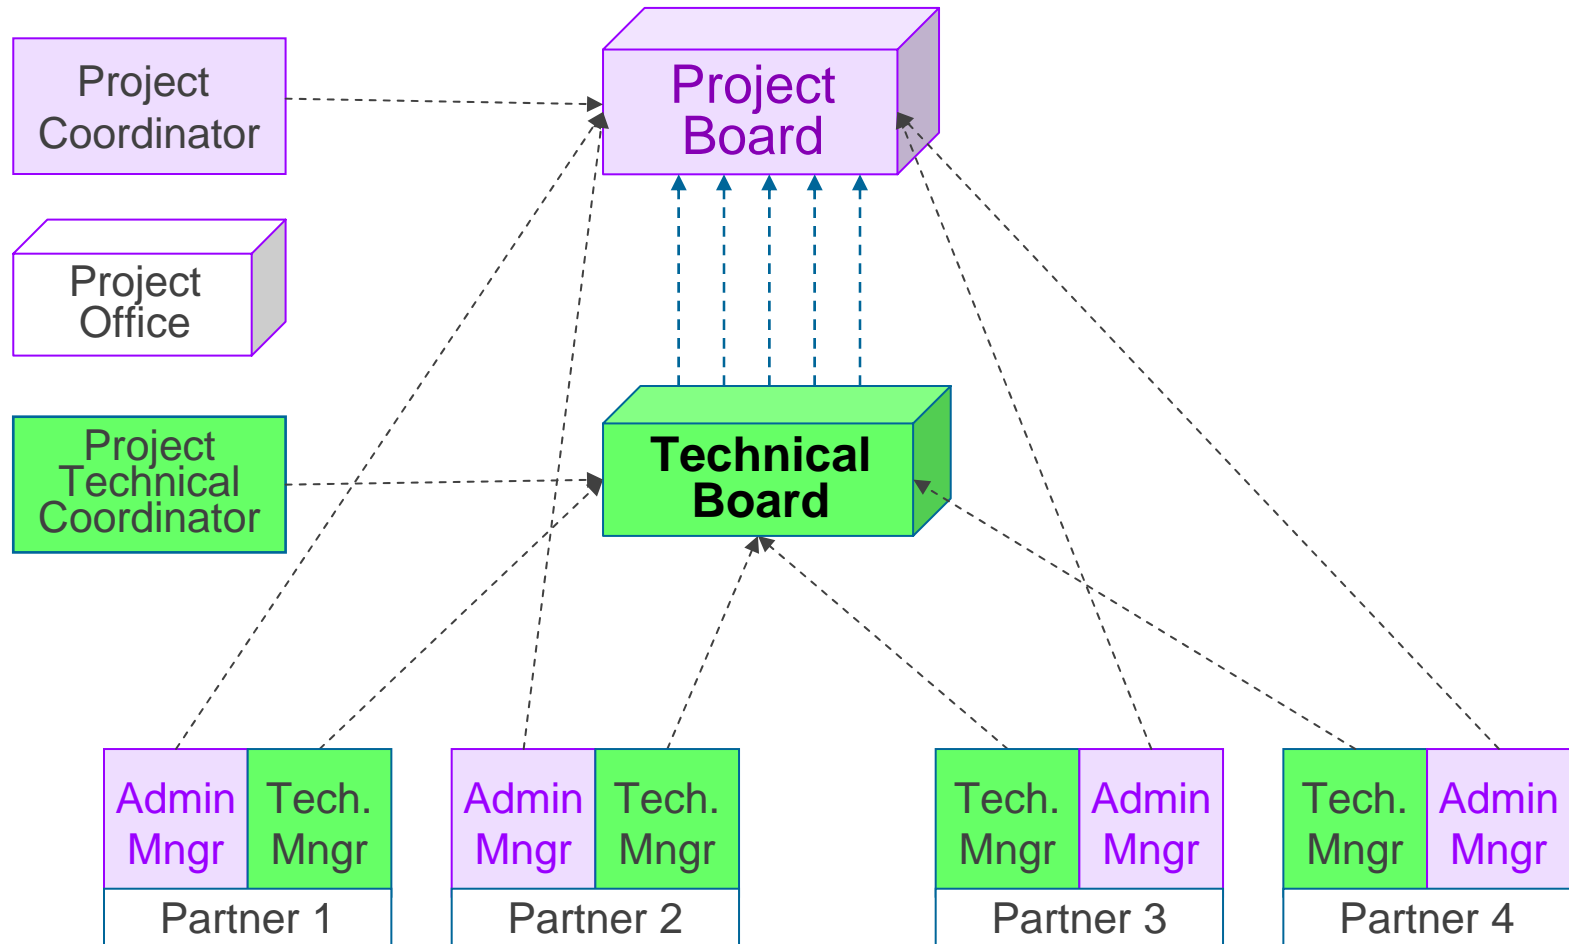 Project
Coordinator
Project
Board
Project
Office
Project
Technical
Coordinator
Technical
Board
Admin
Mngr
Tech.
Mngr
Partner 1
Admin
Mngr
Tech.
Mngr
Partner 2
Tech.
Mngr
Admin
Mngr
Partner 3
Tech.
Mngr
Admin
Mngr
Partner 4